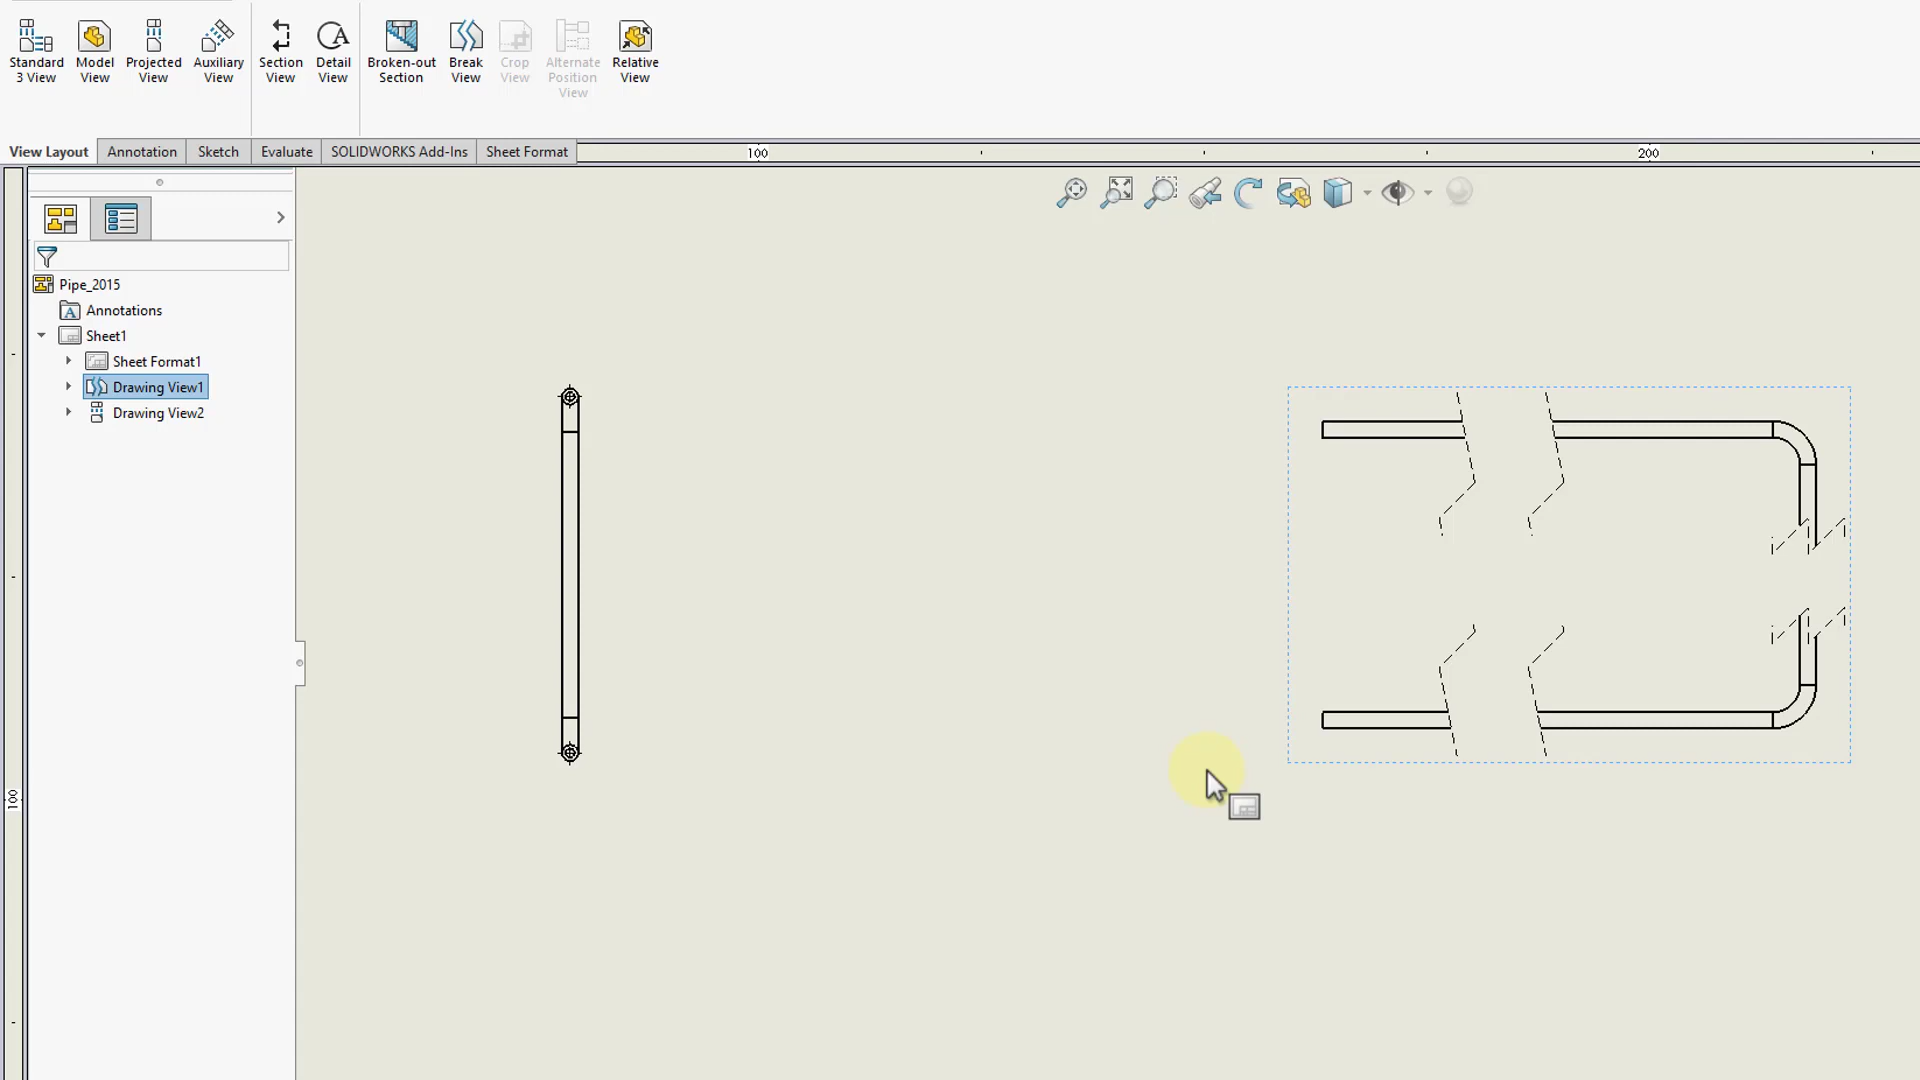 Standard
3 View
Model
View
Projected
View
Auxiliary
View
Section
View
Detail
View
Broken-out
Section
Break
View
Crop
View
Alternate
Position
View
Relative
View
View Layout
Annotation
Sketch
Evaluate
SOLIDWORKS Add-Ins
Sheet Format
100
200
Pipe_2015
A Annotations
Sheet1
Sheet Format1
Drawing View1
Drawing View2
100